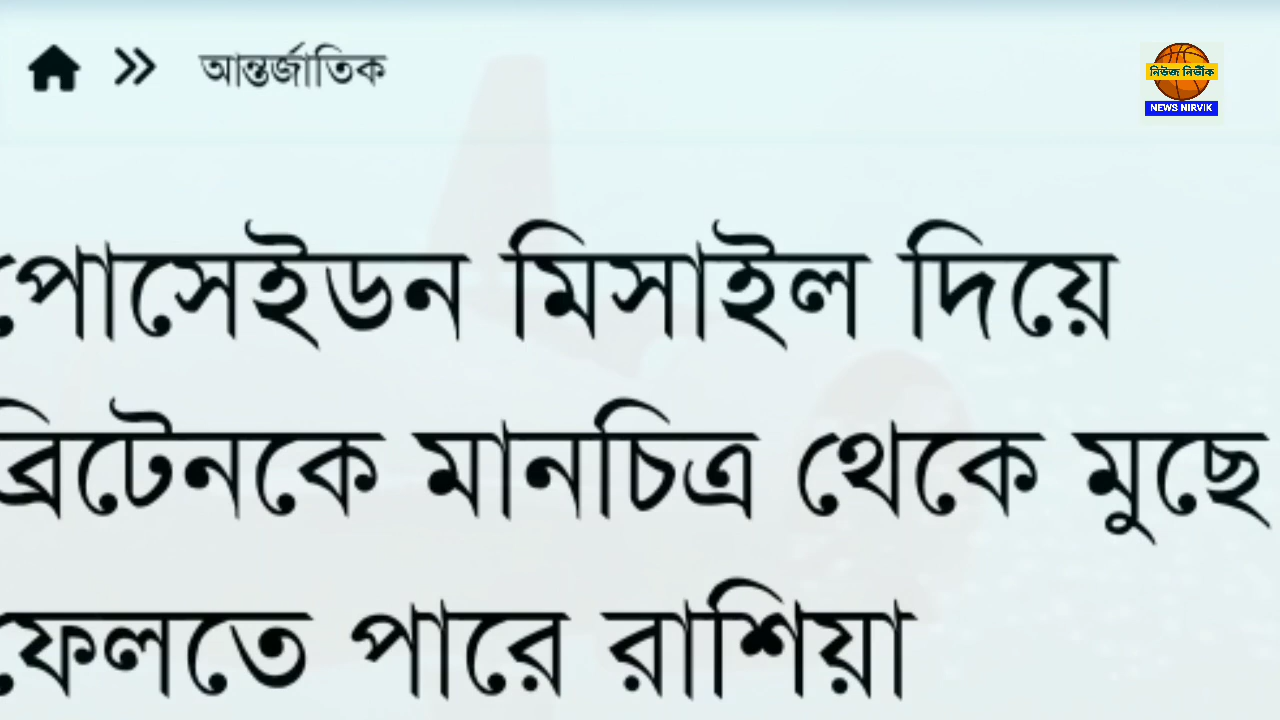 আন্তর্জাতিক
নিউজ নির্ভীক
NEWS NIRVIK
পোসেইডন মিসাইল দিয়ে
ব্রিটেনকে মানচিত্র থেকে মুছে
ফেলতে পারে রাশিয়া